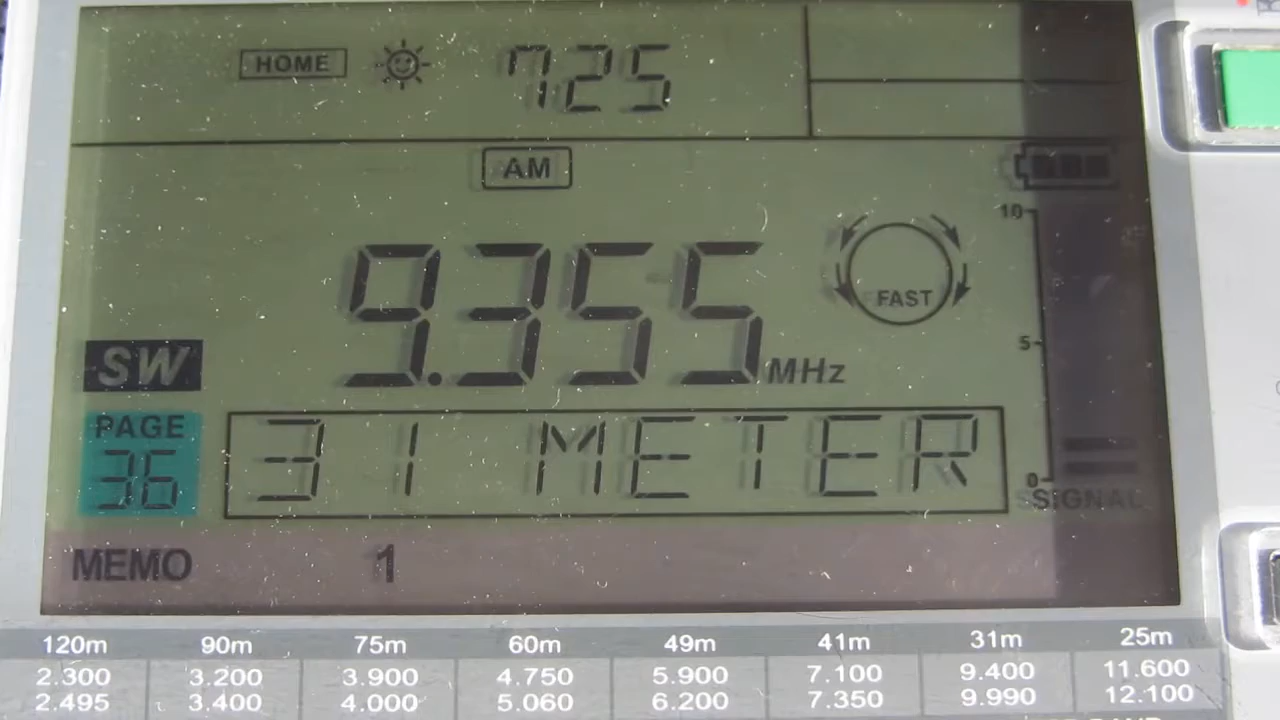 HOME 725
AM
10
9.355 MHz
FAST
5
SW
PAGE
36
31 METER
0
SIGNAL
MEMO 1
120m 90m 75m 60m 49m 41m 31m 25m
2.300 3.200 3.900 4.750 5.900 7.100 9.400 11.600
2.495 3.400 4.000 5.060 6.200 7.350 9.990 12.100